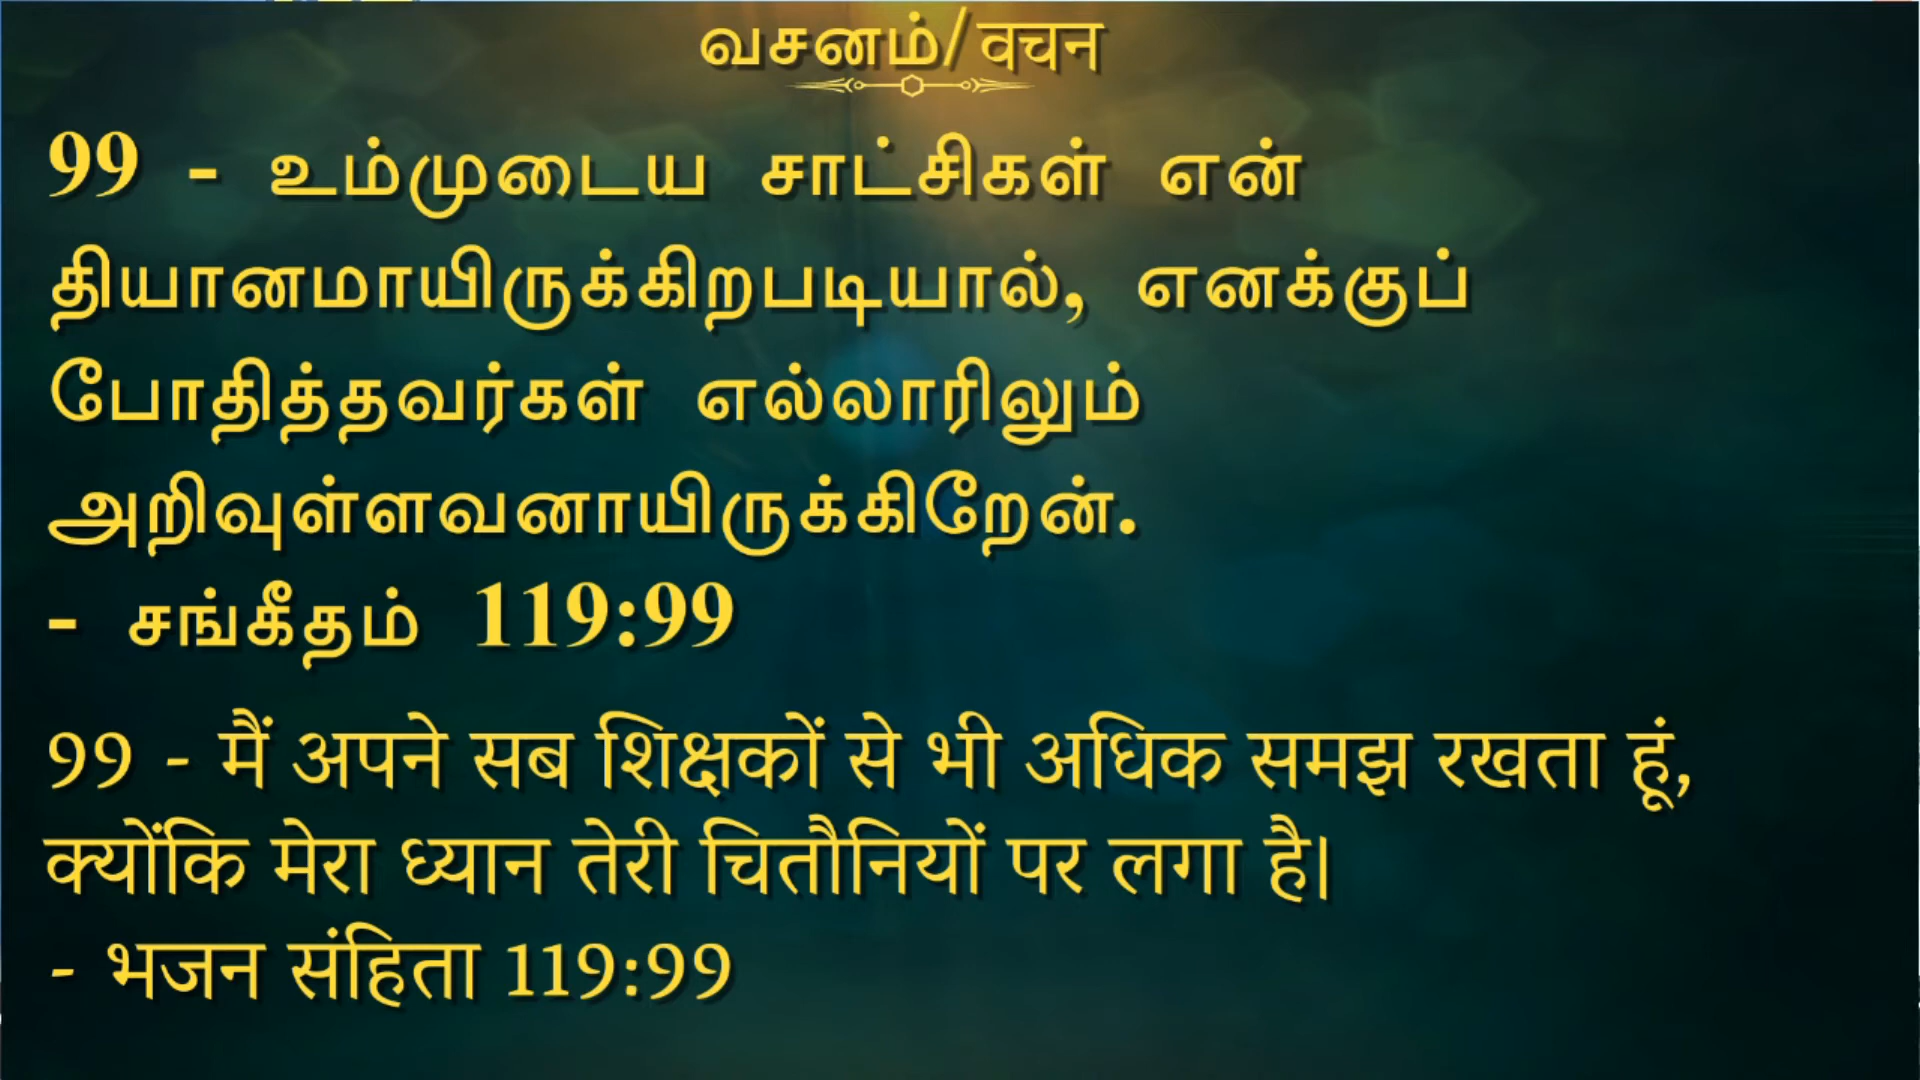 வசனம்/वचन
99 - உம்முடைய சாட்சிகள் என்
தியானமாயிருக்கிறபடியால், எனக்குப்
போதித்தவர்கள் எல்லாரிலும்
அறிவுள்ளவனாயிருக்கிறேன்.
- சங்கீதம் 119:99
99 - मैं अपने सब शिक्षकों से भी अधिक समझ रखता हूं,
क्योंकि मेरा ध्यान तेरी चितौनियों पर लगा है।
- भजन संहिता 119:99